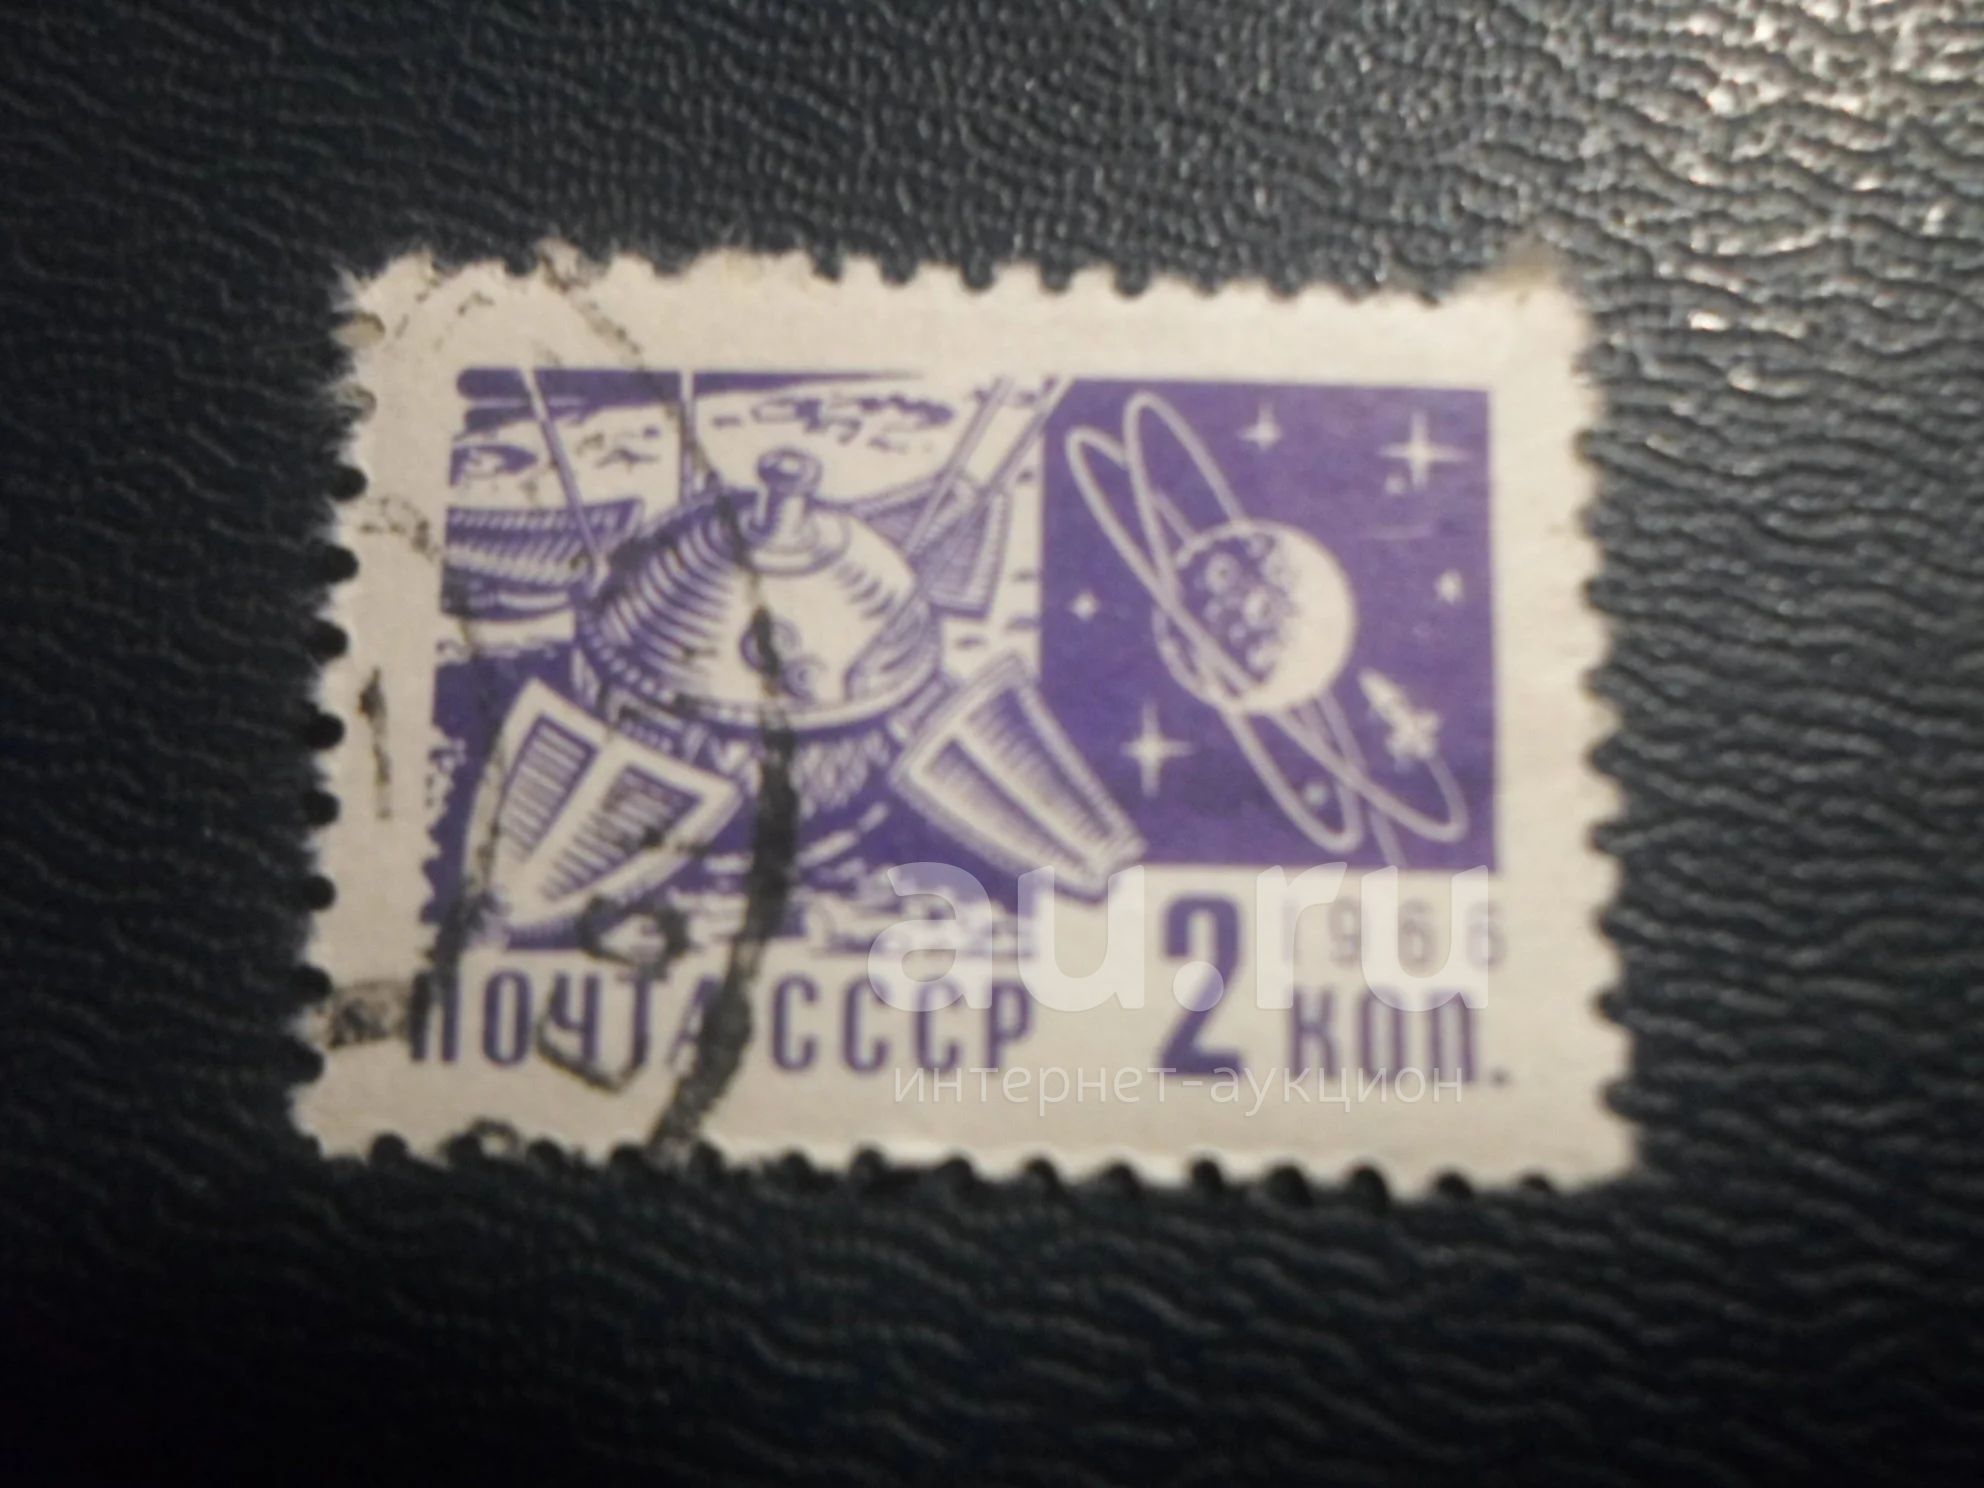 1966
ПОЧТА СССР 2 КОП.
au.ru
интернет-аукцион